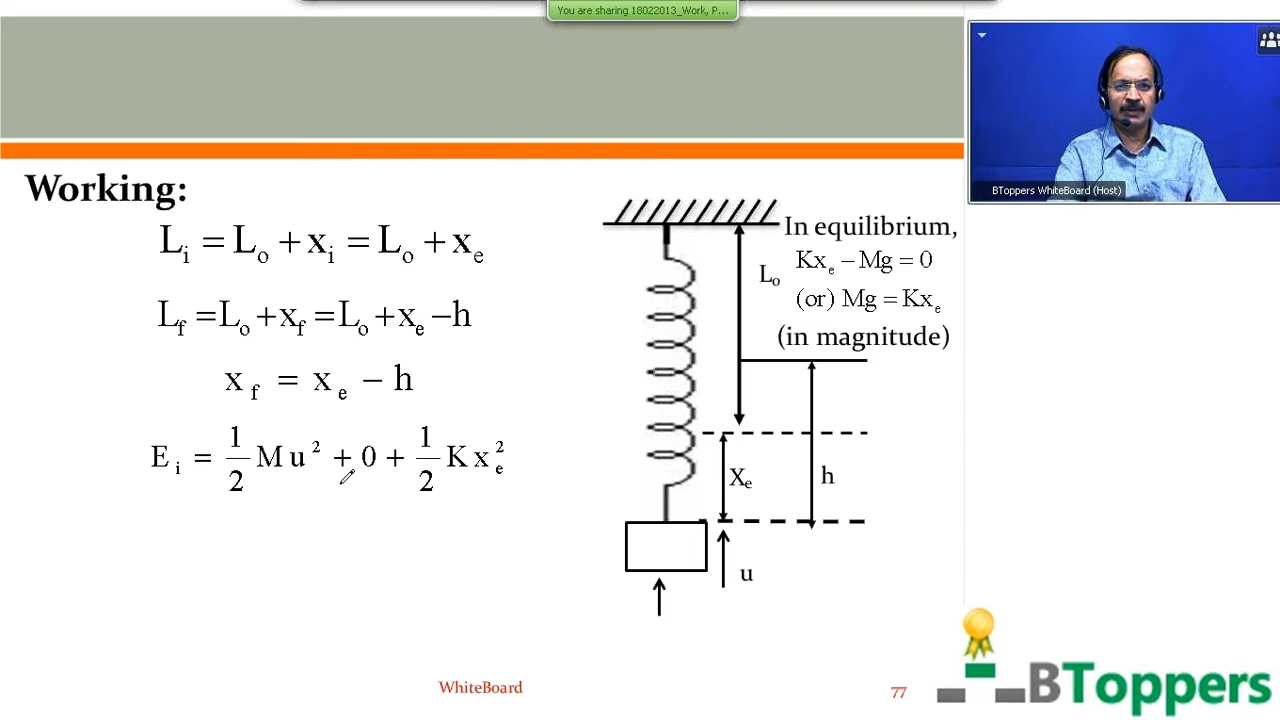 You are sharing 18022013_Work, P...
BToppers WhiteBoard (Host)
Working:
Lᵢ = Lₒ + xᵢ = Lₒ + xₑ
L_f = Lₒ + x_f = Lₒ + xₑ − h
x_f = xₑ − h
Eᵢ = 1/2 M u² + 0 + 1/2 K xₑ²
In equilibrium,
Kxₑ − Mg = 0
(or) Mg = Kxₑ
(in magnitude)
Lₒ
Xₑ
h
u
WhiteBoard
77
BToppers